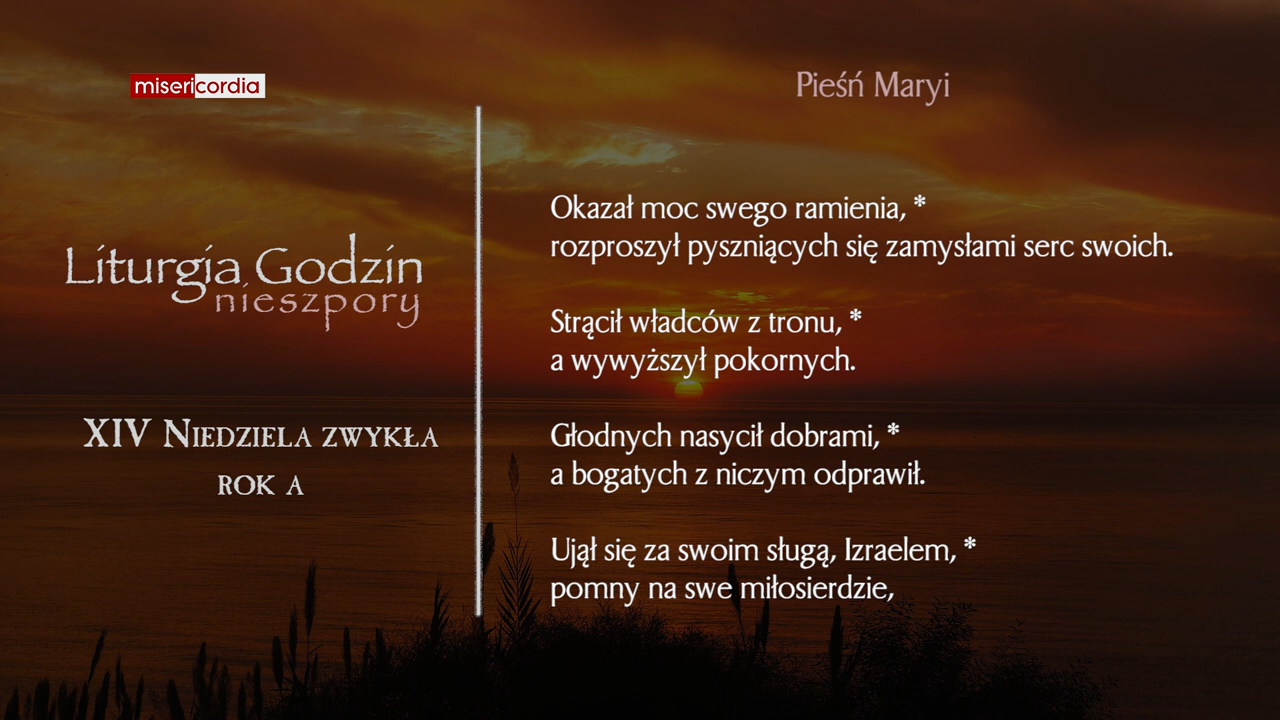 misericordia
Pieśń Maryi
Liturgia Godzin
nieszpory
XIV Niedziela zwykła
rok A
Okazał moc swego ramienia, *
rozproszył pyszniących się zamysłami serc swoich.
Strącił władców z tronu, *
a wywyższył pokornych.
Głodnych nasycił dobrami, *
a bogatych z niczym odprawił.
Ujął się za swoim sługą, Izraelem, *
pomny na swe miłosierdzie,